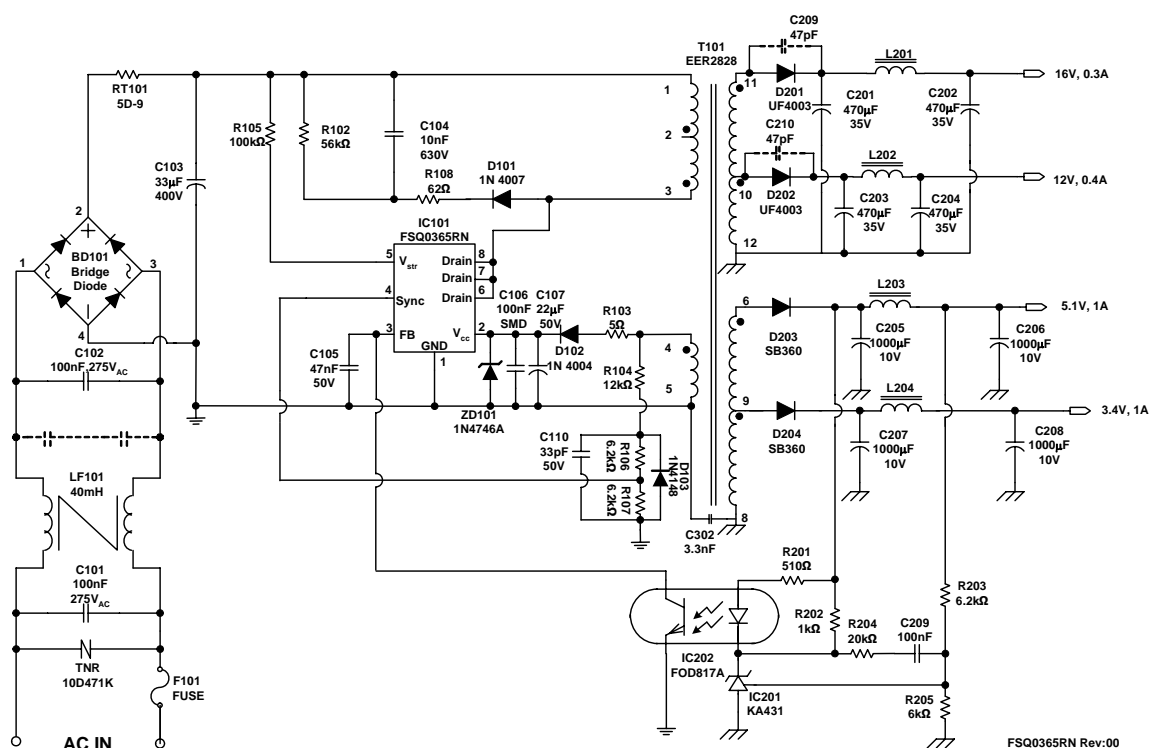 C209
47pF
T101
EER2828
L201
16V, 0.3A
11
D201
UF4003
C201
470μF
35V
C202
470μF
35V
RT101
5D-9
1
2
3
R105
100kΩ
R102
56kΩ
C104
10nF
630V
C210
47pF
L202
12V, 0.4A
10
D202
UF4003
C203
470μF
35V
C204
470μF
35V
12
C103
33μF
400V
R108
62Ω
D101
1N 4007
IC101
FSQ0365RN
5
Vstr
Drain
8
Drain
7
4
Sync
Drain
6
3
FB
Vcc
2
GND
1
2
1
BD101
Bridge
Diode
3
4
C102
100nF,275VAC
C105
47nF
50V
C106
100nF
SMD
C107
22μF
50V
D102
1N 4004
R103
5Ω
R104
12kΩ
4
5
ZD101
1N4746A
6
D203
SB360
L203
5.1V, 1A
C205
1000μF
10V
C206
1000μF
10V
9
D204
SB360
L204
3.4V, 1A
C207
1000μF
10V
C208
1000μF
10V
8
C110
33pF
50V
R106
6.2kΩ
R107
6.2kΩ
D103
1N4148
C302
3.3nF
LF101
40mH
C101
100nF
275VAC
TNR
10D471K
F101
FUSE
AC IN
R201
510Ω
R202
1kΩ
R204
20kΩ
C209
100nF
R203
6.2kΩ
IC202
FOD817A
IC201
KA431
R205
6kΩ
FSQ0365RN Rev:00